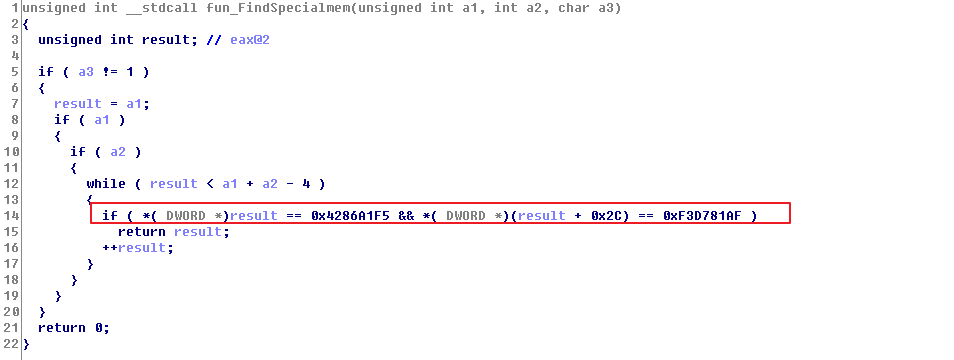 1 unsigned int __stdcall fun_FindSpecialmem(unsigned int a1, int a2, char a3)
2 {
3   unsigned int result; // eax@2
4
5   if ( a3 != 1 )
6   {
7     result = a1;
8     if ( a1 )
9     {
10       if ( a2 )
11       {
12         while ( result < a1 + a2 - 4 )
13         {
14           if ( *(_DWORD *)result == 0x4286A1F5 && *(_DWORD *)(result + 0x2C) == 0xF3D781AF )
15             return result;
16           ++result;
17         }
18       }
19     }
20   }
21   return 0;
22 }